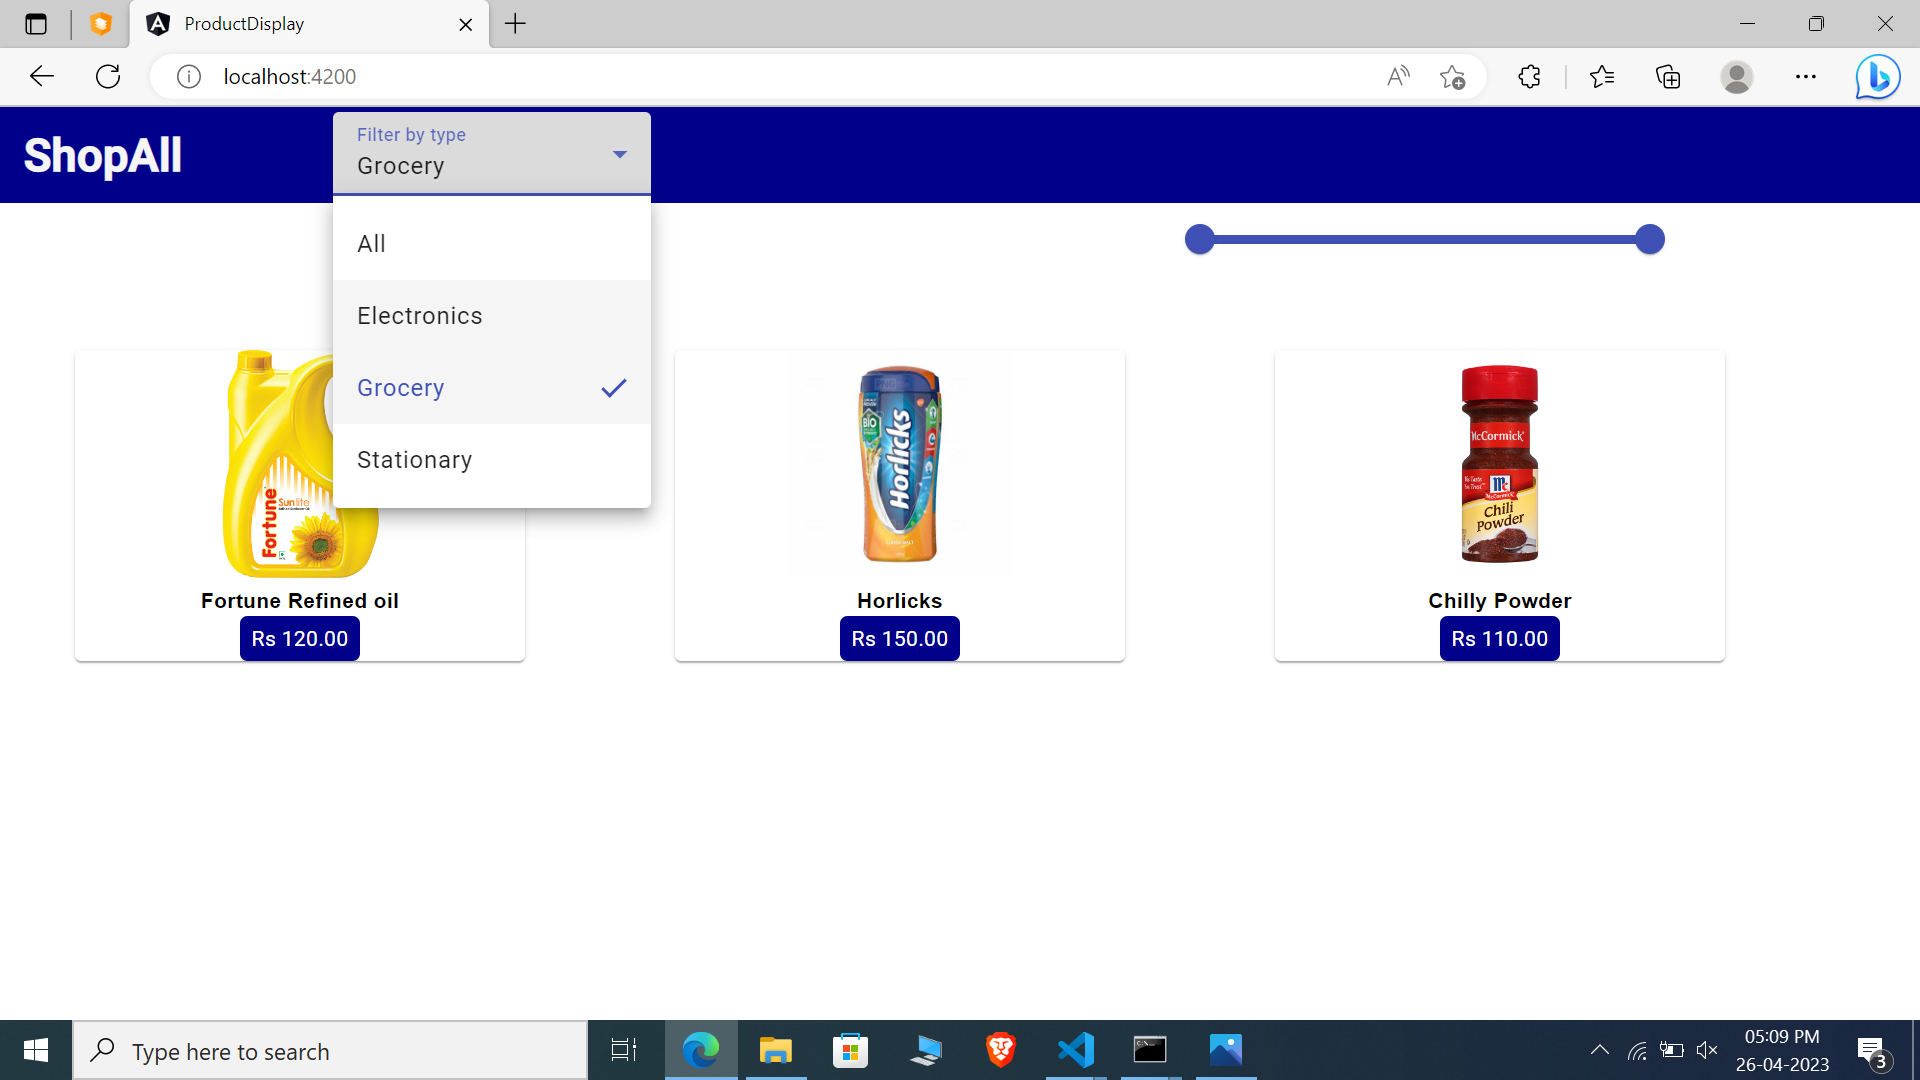 ProductDisplay
localhost:4200
ShopAll
Filter by type
Grocery
All
Electronics
Grocery
Stationary
Fortune
Sunlite
Fortune Refined oil
Rs 120.00
BIO
Horlicks
Horlicks
Rs 150.00
McCormick
McCormick
Chili
Powder
Chilly Powder
Rs 110.00
Type here to search
05:09 PM
26-04-2023
3